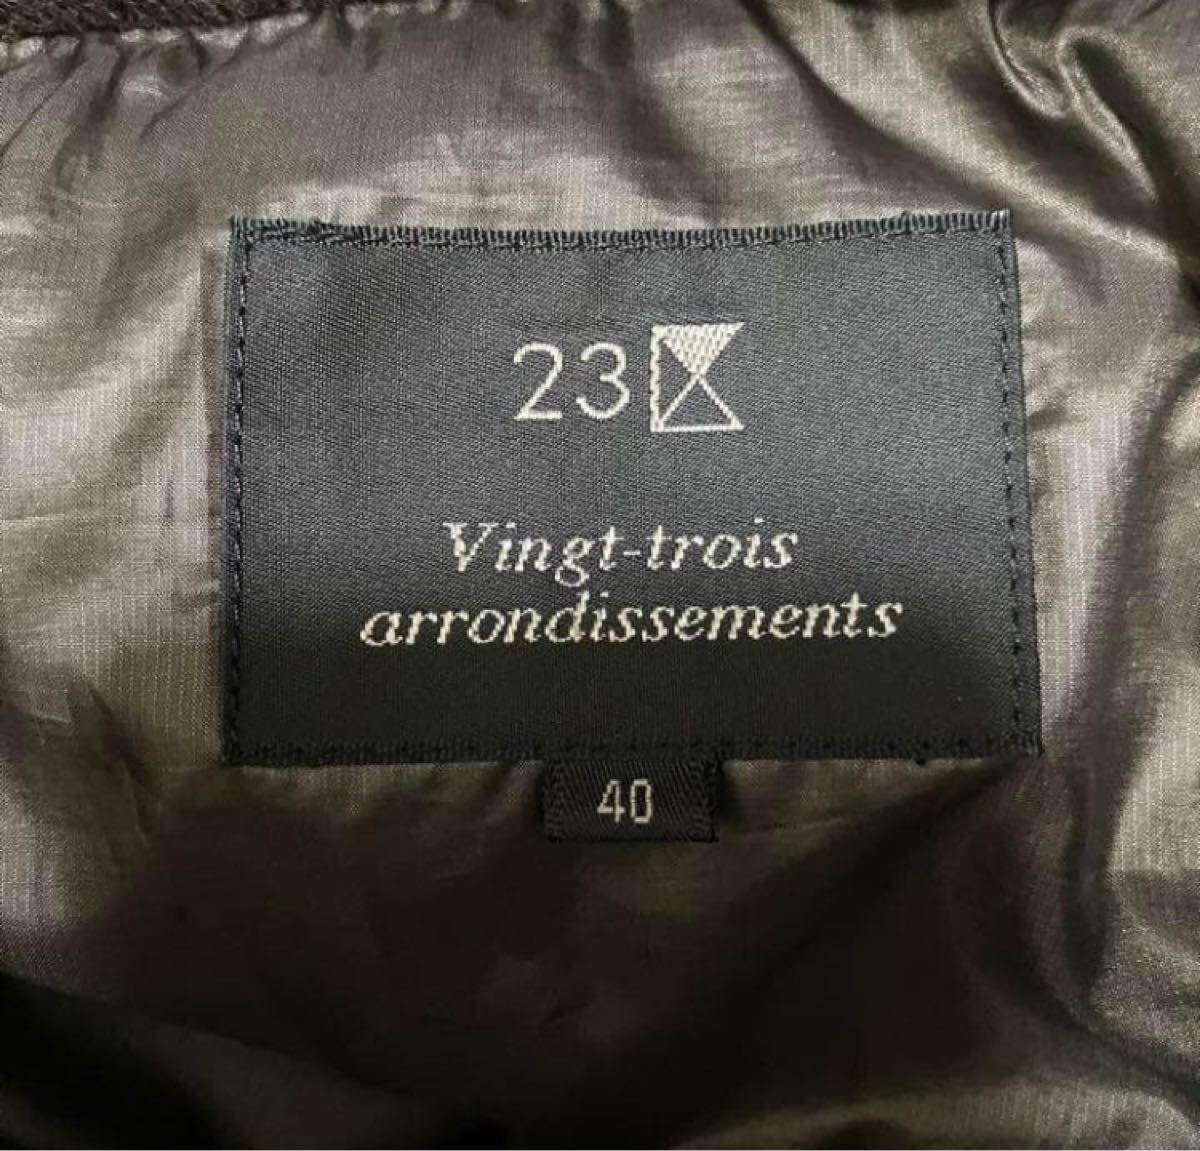 23
Vingt-trois
arrondissements
40